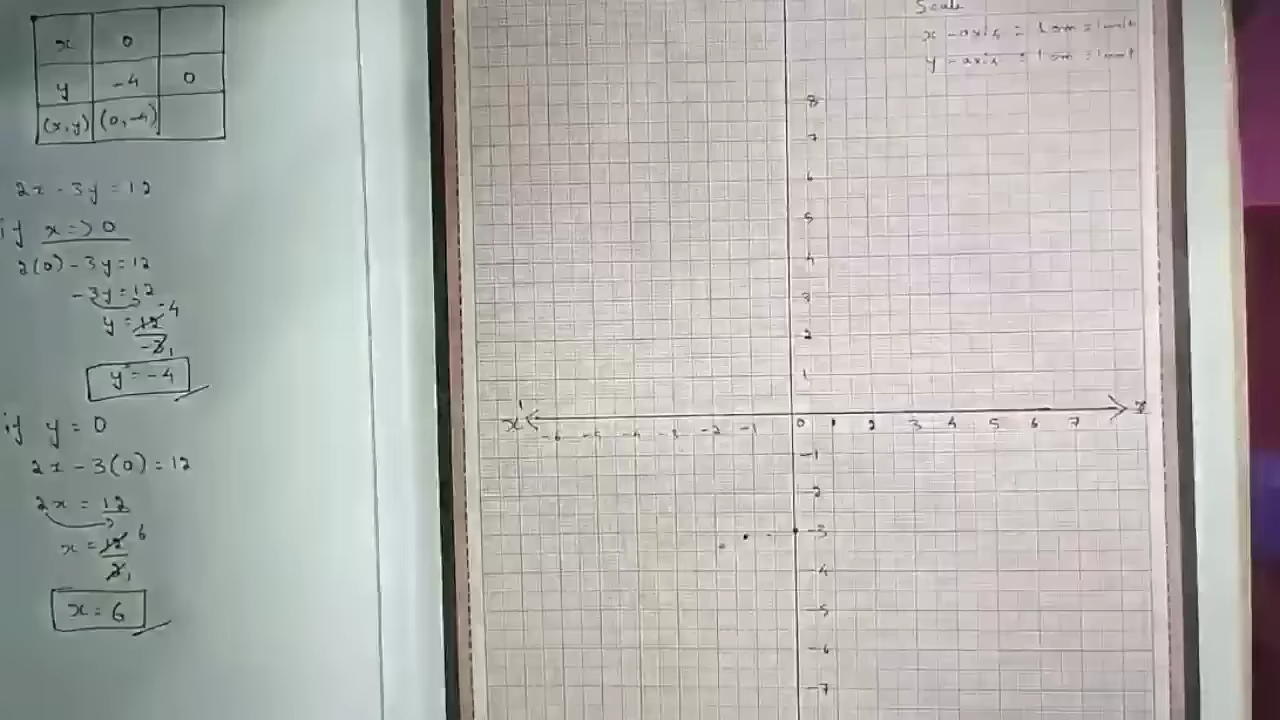 x 0
y -4 0
(x,y) (0,-4)
2x - 3y = 12
if x => 0
2(0) - 3y = 12
-3y = 12
y = 12 -4
-3 1
y = -4
if y = 0
2x - 3(0) = 12
2x = 12
x = 12 6
2 1
x = 6
Scale
x-axis = 1cm = 1unit
y-axis = 1cm = 1unit
8
7
6
5
4
3
2
1
x' x
-6 -5 -4 -3 -2 -1 0 1 2 3 4 5 6 7
-1
-2
-3
-4
-5
-6
-7